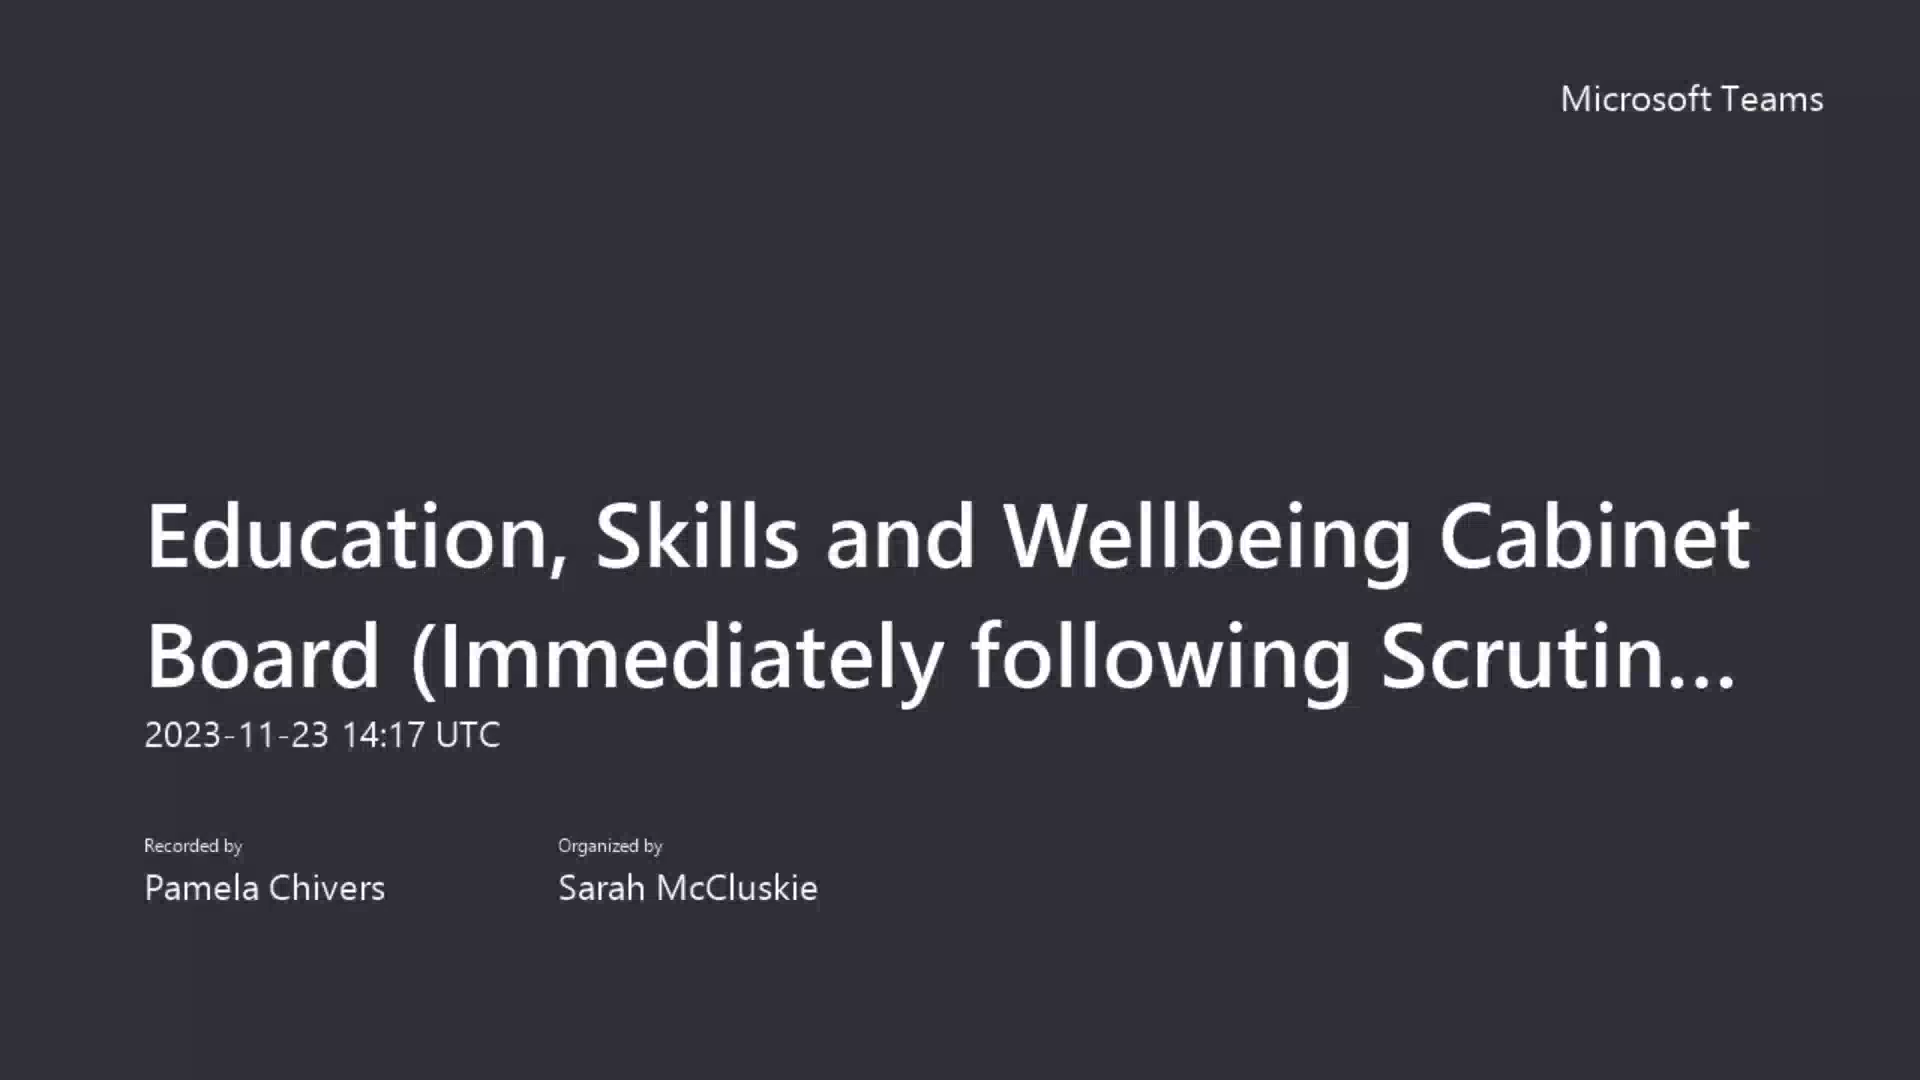 Microsoft Teams
Education, Skills and Wellbeing Cabinet
Board (Immediately following Scrutin...
2023-11-23 14:17 UTC
Recorded by
Organized by
Pamela Chivers
Sarah McCluskie